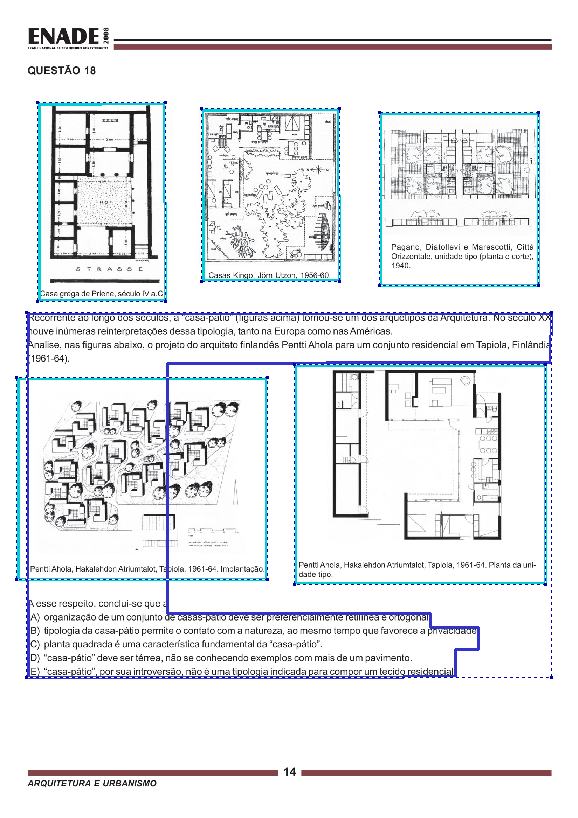 ENADE 2008
QUESTÃO 18
STRASSE
Casa grega de Priene, século IV a.C.
Casas Kingo, Jörn Utzon, 1956-60.
Pagano, Diotollevi e Marescotti, Città
Orizzontale, unidade tipo (planta e corte),
1940.
Recorrente ao longo dos séculos, a “casa-pátio” (figuras acima) tornou-se um dos arquétipos da Arquitetura. No século XX
houve inúmeras reinterpretações dessa tipologia, tanto na Europa como nas Américas.
Analise, nas figuras abaixo, o projeto do arquiteto finlandês Pentti Ahola para um conjunto residencial em Tapiola, Finlândia
(1961-64).
Pentti Ahola, Hakalehdon Atriumtalot, Tapiola, 1961-64. Implantação.
Pentti Ahola, Hakalehdon Atriumtalot, Tapiola, 1961-64. Planta da uni-
dade tipo.
A esse respeito, conclui-se que a
A) organização de um conjunto de casas-pátio deve ser preferencialmente retilínea e ortogonal.
B) tipologia da casa-pátio permite o contato com a natureza, ao mesmo tempo que favorece a privacidade.
C) planta quadrada é uma característica fundamental da “casa-pátio”.
D) “casa-pátio” deve ser térrea, não se conhecendo exemplos com mais de um pavimento.
E) “casa-pátio”, por sua introversão, não é uma tipologia indicada para compor um tecido residencial.
14
ARQUITETURA E URBANISMO